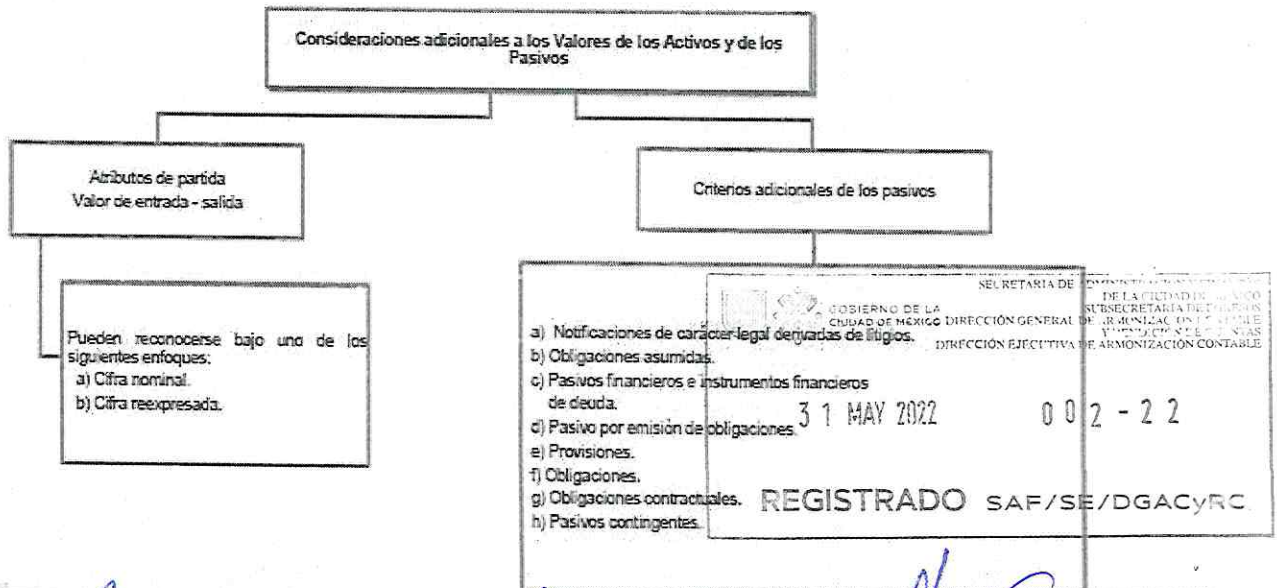 Consideraciones adicionales a los Valores de los Activos y de los
Pasivos
Atributos de partida
Valor de entrada - salida
Criterios adicionales de los pasivos
Pueden reconocerse bajo uno de los
siguientes enfoques:
a) Cifra nominal.
b) Cifra reexpresada.
a) Notificaciones de carácter legal derivadas de litigios.
b) Obligaciones asumidas.
c) Pasivos financieros e instrumentos financieros
de deuda.
d) Pasivo por emisión de obligaciones.
e) Provisiones.
f) Obligaciones.
g) Obligaciones contractuales.
h) Pasivos contingentes.
SECRETARIA DE
DE LA CIUDAD DE
GOBIERNO DE LA
CIUDAD DE MÉXICO
SUBSECRETARÍA DE
DIRECCIÓN GENERAL DE ARMONIZACIÓN
DIRECCIÓN EJECUTIVA DE ARMONIZACIÓN CONTABLE
31 MAY 2022
002-22
REGISTRADO SAF/SE/DGACyRC